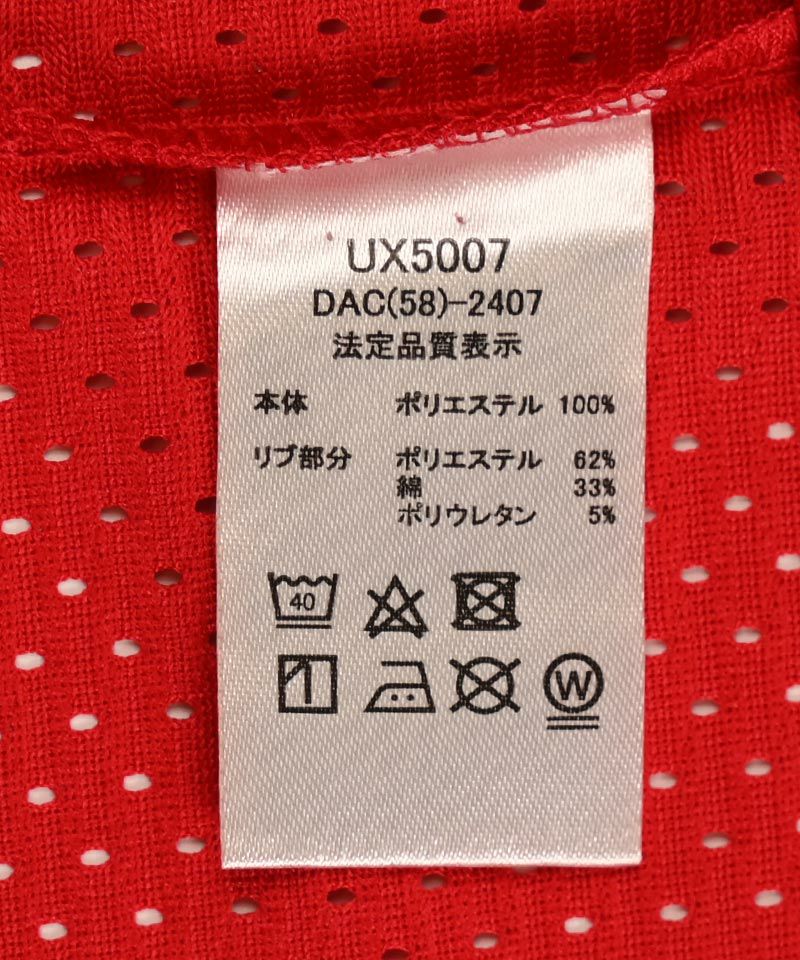 UX5007
DAC(58)-2407
法定品質表示
本体 ポリエステル 100%
リブ部分 ポリエステル 62%
綿 33%
ポリウレタン 5%
40
W